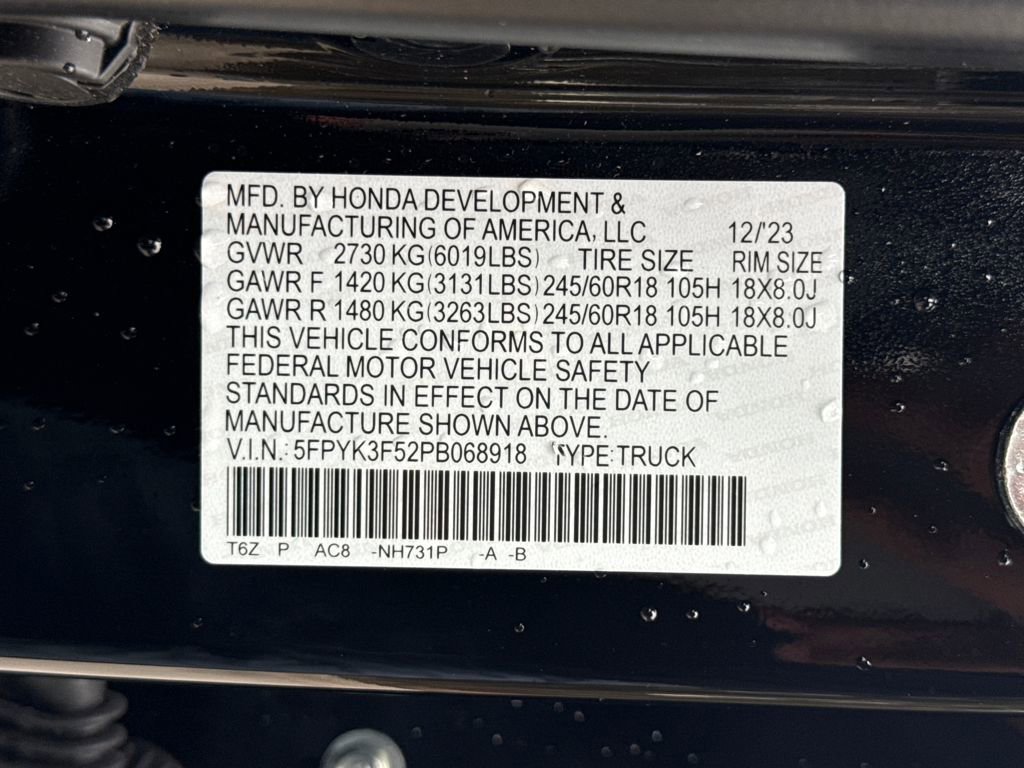 MFD. BY HONDA DEVELOPMENT &
MANUFACTURING OF AMERICA, LLC 12/'23
GVWR 2730 KG(6019LBS) TIRE SIZE RIM SIZE
GAWR F 1420 KG(3131LBS) 245/60R18 105H 18X8.0J
GAWR R 1480 KG(3263LBS) 245/60R18 105H 18X8.0J
THIS VEHICLE CONFORMS TO ALL APPLICABLE
FEDERAL MOTOR VEHICLE SAFETY
STANDARDS IN EFFECT ON THE DATE OF
MANUFACTURE SHOWN ABOVE.
V.I.N.: 5FPYK3F52PB068918 TYPE:TRUCK
T6Z P AC8 -NH731P -A -B